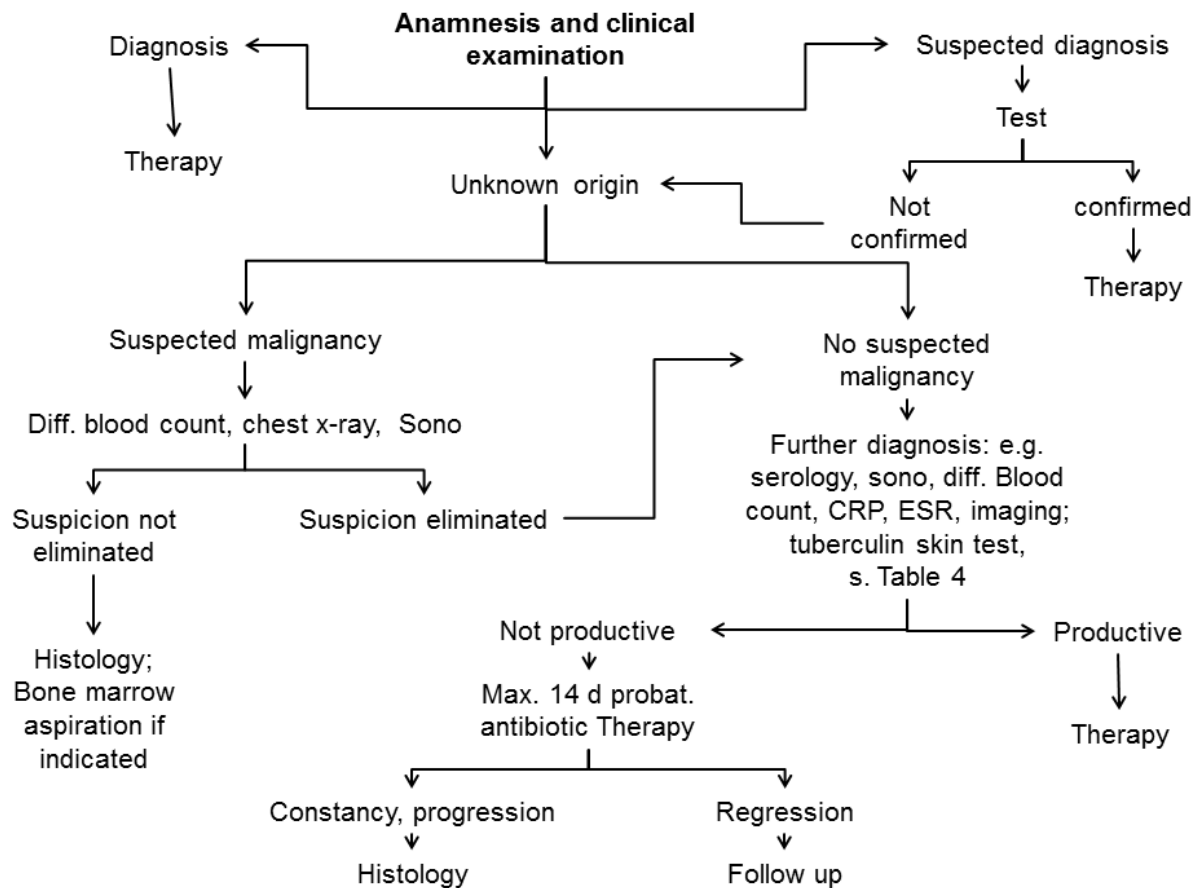 Anamnesis and clinical
examination
Diagnosis
Suspected diagnosis
Therapy
Test
Unknown origin
Not
confirmed
confirmed
Therapy
Suspected malignancy
No suspected
malignancy
Diff. blood count, chest x-ray, Sono
Further diagnosis: e.g.
serology, sono, diff. Blood
count, CRP, ESR, imaging;
tuberculin skin test,
s. Table 4
Suspicion not
eliminated
Suspicion eliminated
Histology;
Bone marrow
aspiration if
indicated
Not productive
Productive
Max. 14 d probat.
antibiotic Therapy
Therapy
Constancy, progression
Regression
Histology
Follow up